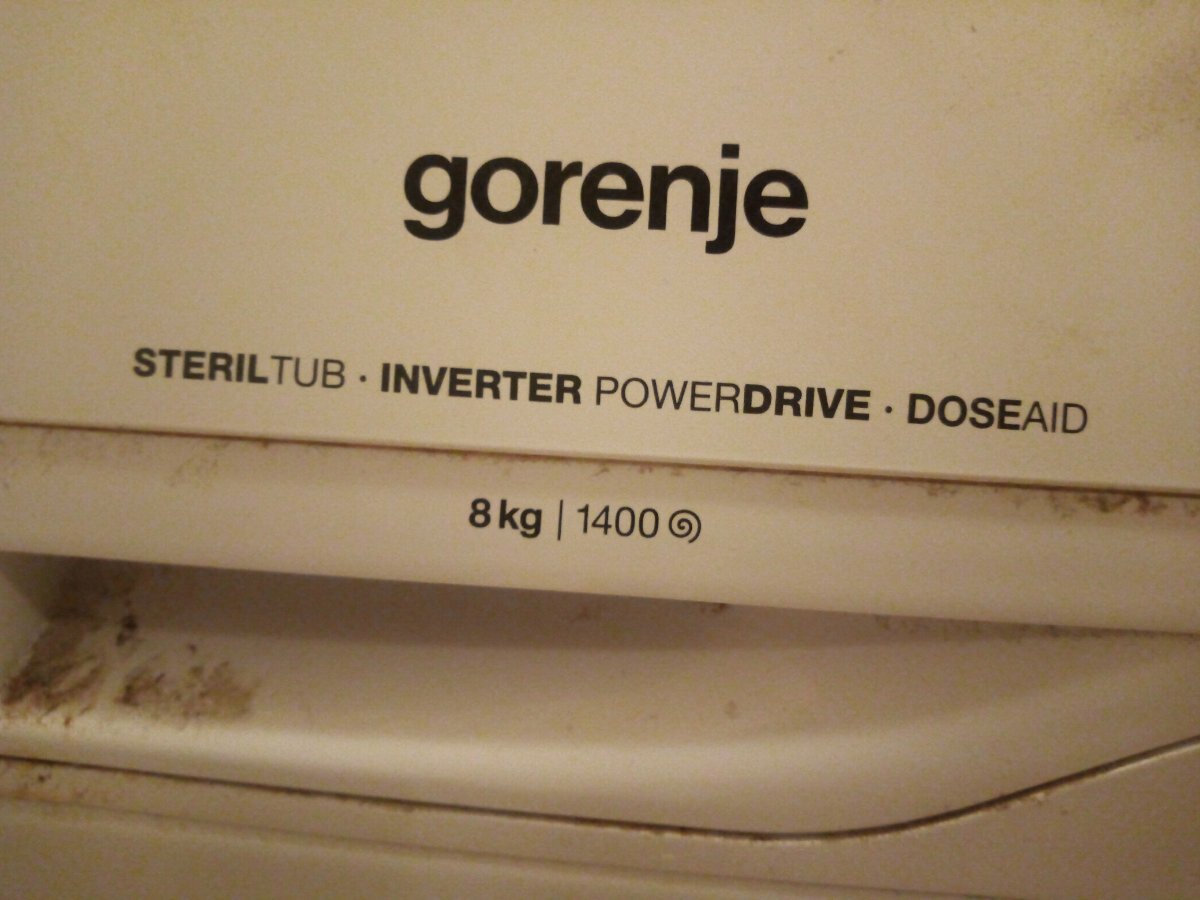 gorenje
STERILTUB · INVERTER POWERDRIVE · DOSEAID
8 kg | 1400